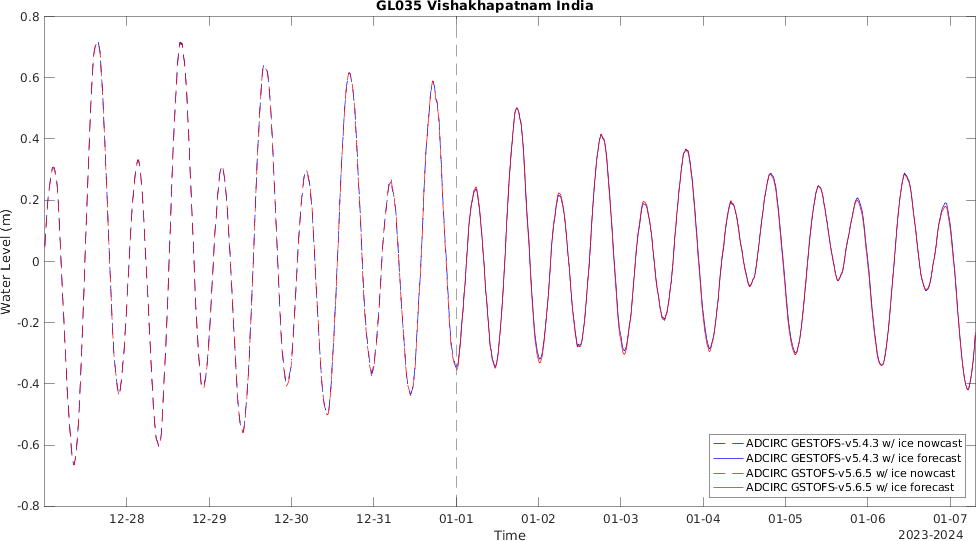 GL035 Vishakhapatnam India
0.8
0.6
0.4
0.2
0
-0.2
-0.4
-0.6
-0.8
Water Level (m)
12-28 12-29 12-30 12-31 01-01 01-02 01-03 01-04 01-05 01-06 01-07
Time
2023-2024
ADCIRC GESTOFS-v5.4.3 w/ ice nowcast
ADCIRC GESTOFS-v5.4.3 w/ ice forecast
ADCIRC GSTOFS-v5.6.5 w/ ice nowcast
ADCIRC GSTOFS-v5.6.5 w/ ice forecast